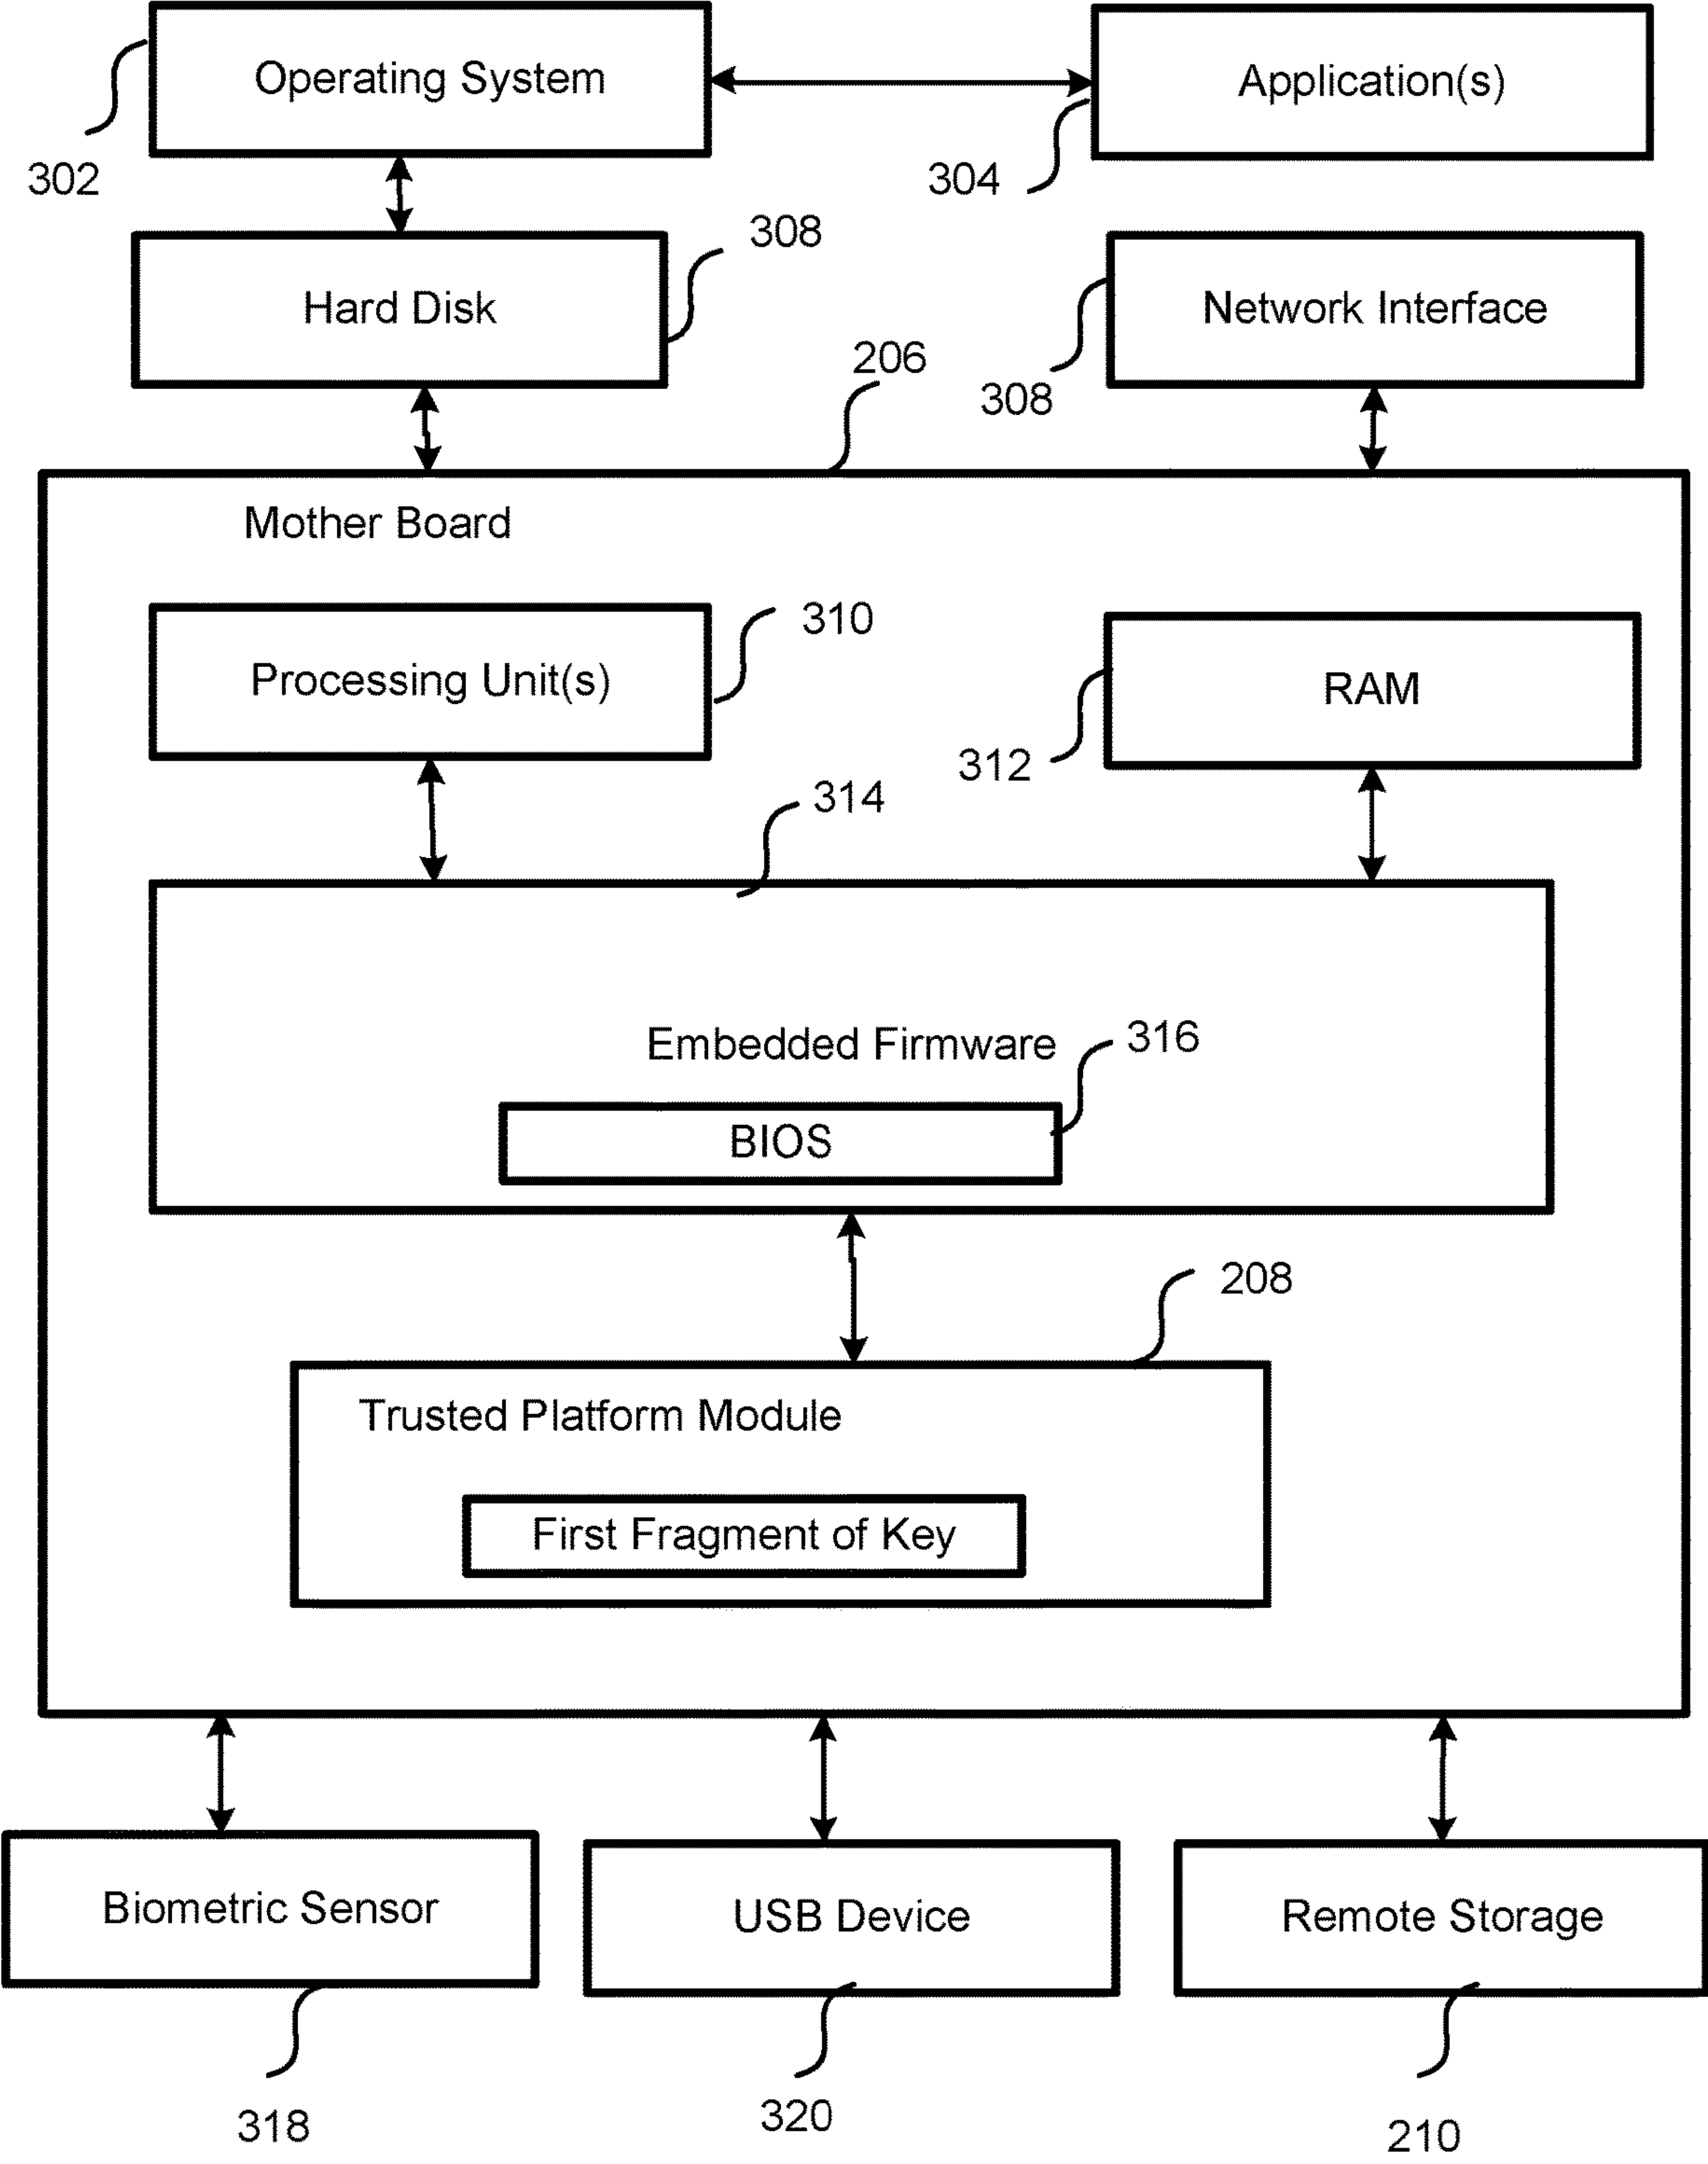 Operating System
Application(s)
302
304
308
Hard Disk
Network Interface
206
308
Mother Board
310
Processing Unit(s)
RAM
312
314
Embedded Firmware
316
BIOS
208
Trusted Platform Module
First Fragment of Key
Biometric Sensor
USB Device
Remote Storage
318
320
210